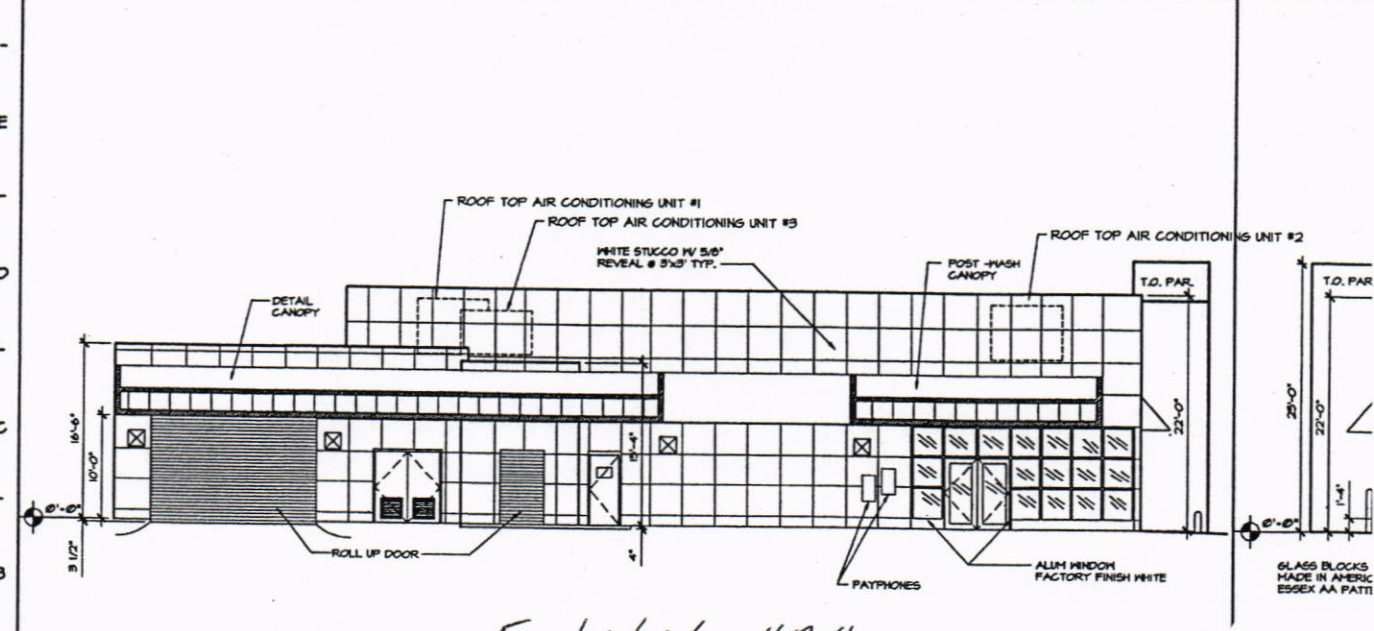 ROOF TOP AIR CONDITIONING UNIT #1
ROOF TOP AIR CONDITIONING UNIT #3
ROOF TOP AIR CONDITIONING UNIT #2
WHITE STUCCO W/ 5/8"
REVEAL @ 3'x3' TYP.
POST-WASH
CANOPY
T.O. PAR.
T.O. PAR
DETAIL
CANOPY
16'-6"
10'-0"
15'-4"
22'-0"
25'-0"
22'-0"
1'-4"
0'-0"
0'-0"
3 1/2"
4"
ROLL UP DOOR
PAYPHONES
ALUM WINDOW
FACTORY FINISH WHITE
GLASS BLOCKS
MADE IN AMERIC
ESSEX AA PATT